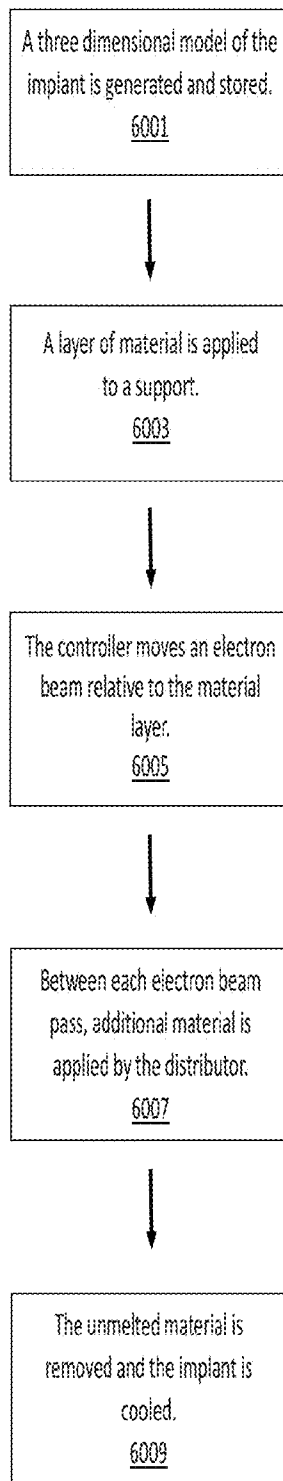 A three dimensional model of the
implant is generated and stored.
6001
A layer of material is applied
to a support.
6003
The controller moves an electron
beam relative to the material
layer.
6005
Between each electron beam
pass, additional material is
applied by the distributor.
6007
The unmelted material is
removed and the implant is
cooled.
6009